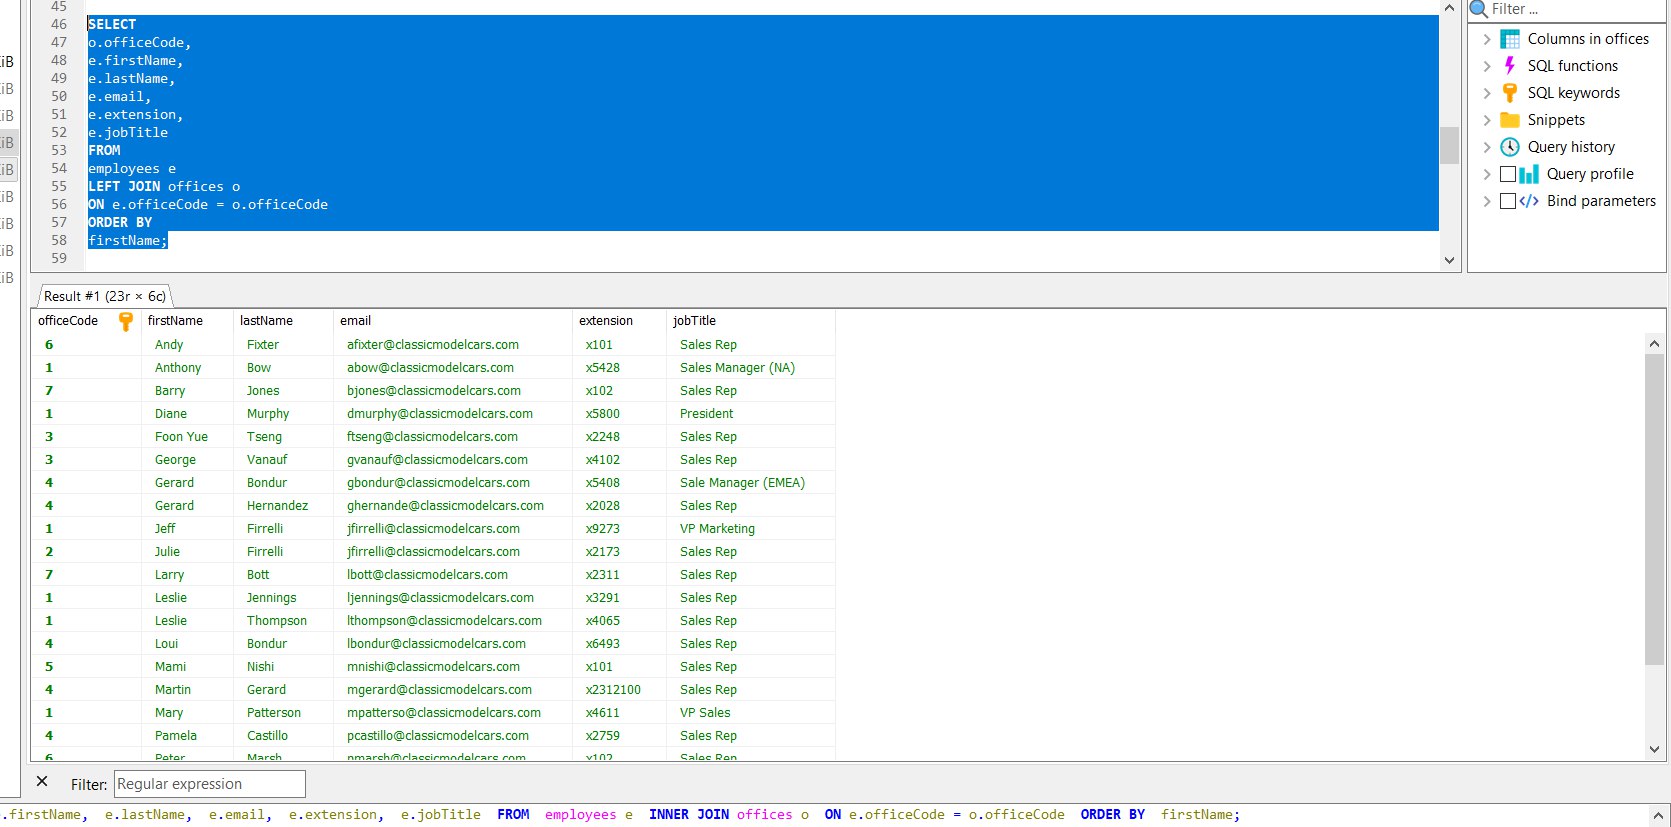 45
46 SELECT
47 o.officeCode,
48 e.firstName,
49 e.lastName,
50 e.email,
51 e.extension,
52 e.jobTitle
53 FROM
54 employees e
55 LEFT JOIN offices o
56 ON e.officeCode = o.officeCode
57 ORDER BY
58 firstName;
59
iB
iB
iB
iB
iB
iB
iB
iB
iB
Filter ...
Columns in offices
SQL functions
SQL keywords
Snippets
Query history
Query profile
Bind parameters
Result #1 (23r × 6c)
officeCode firstName lastName email extension jobTitle
6 Andy Fixter afixter@classicmodelcars.com x101 Sales Rep
1 Anthony Bow abow@classicmodelcars.com x5428 Sales Manager (NA)
7 Barry Jones bjones@classicmodelcars.com x102 Sales Rep
1 Diane Murphy dmurphy@classicmodelcars.com x5800 President
3 Foon Yue Tseng ftseng@classicmodelcars.com x2248 Sales Rep
3 George Vanauf gvanauf@classicmodelcars.com x4102 Sales Rep
4 Gerard Bondur gbondur@classicmodelcars.com x5408 Sale Manager (EMEA)
4 Gerard Hernandez ghernande@classicmodelcars.com x2028 Sales Rep
1 Jeff Firrelli jfirrelli@classicmodelcars.com x9273 VP Marketing
2 Julie Firrelli jfirrelli@classicmodelcars.com x2173 Sales Rep
7 Larry Bott lbott@classicmodelcars.com x2311 Sales Rep
1 Leslie Jennings ljennings@classicmodelcars.com x3291 Sales Rep
1 Leslie Thompson lthompson@classicmodelcars.com x4065 Sales Rep
4 Loui Bondur lbondur@classicmodelcars.com x6493 Sales Rep
5 Mami Nishi mnishi@classicmodelcars.com x101 Sales Rep
4 Martin Gerard mgerard@classicmodelcars.com x2312100 Sales Rep
1 Mary Patterson mpatterso@classicmodelcars.com x4611 VP Sales
4 Pamela Castillo pcastillo@classicmodelcars.com x2759 Sales Rep
6 Peter Marsh pmarsh@classicmodelcars.com x102 Sales Rep
Filter: Regular expression
.firstName, e.lastName, e.email, e.extension, e.jobTitle FROM employees e INNER JOIN offices o ON e.officeCode = o.officeCode ORDER BY firstName;